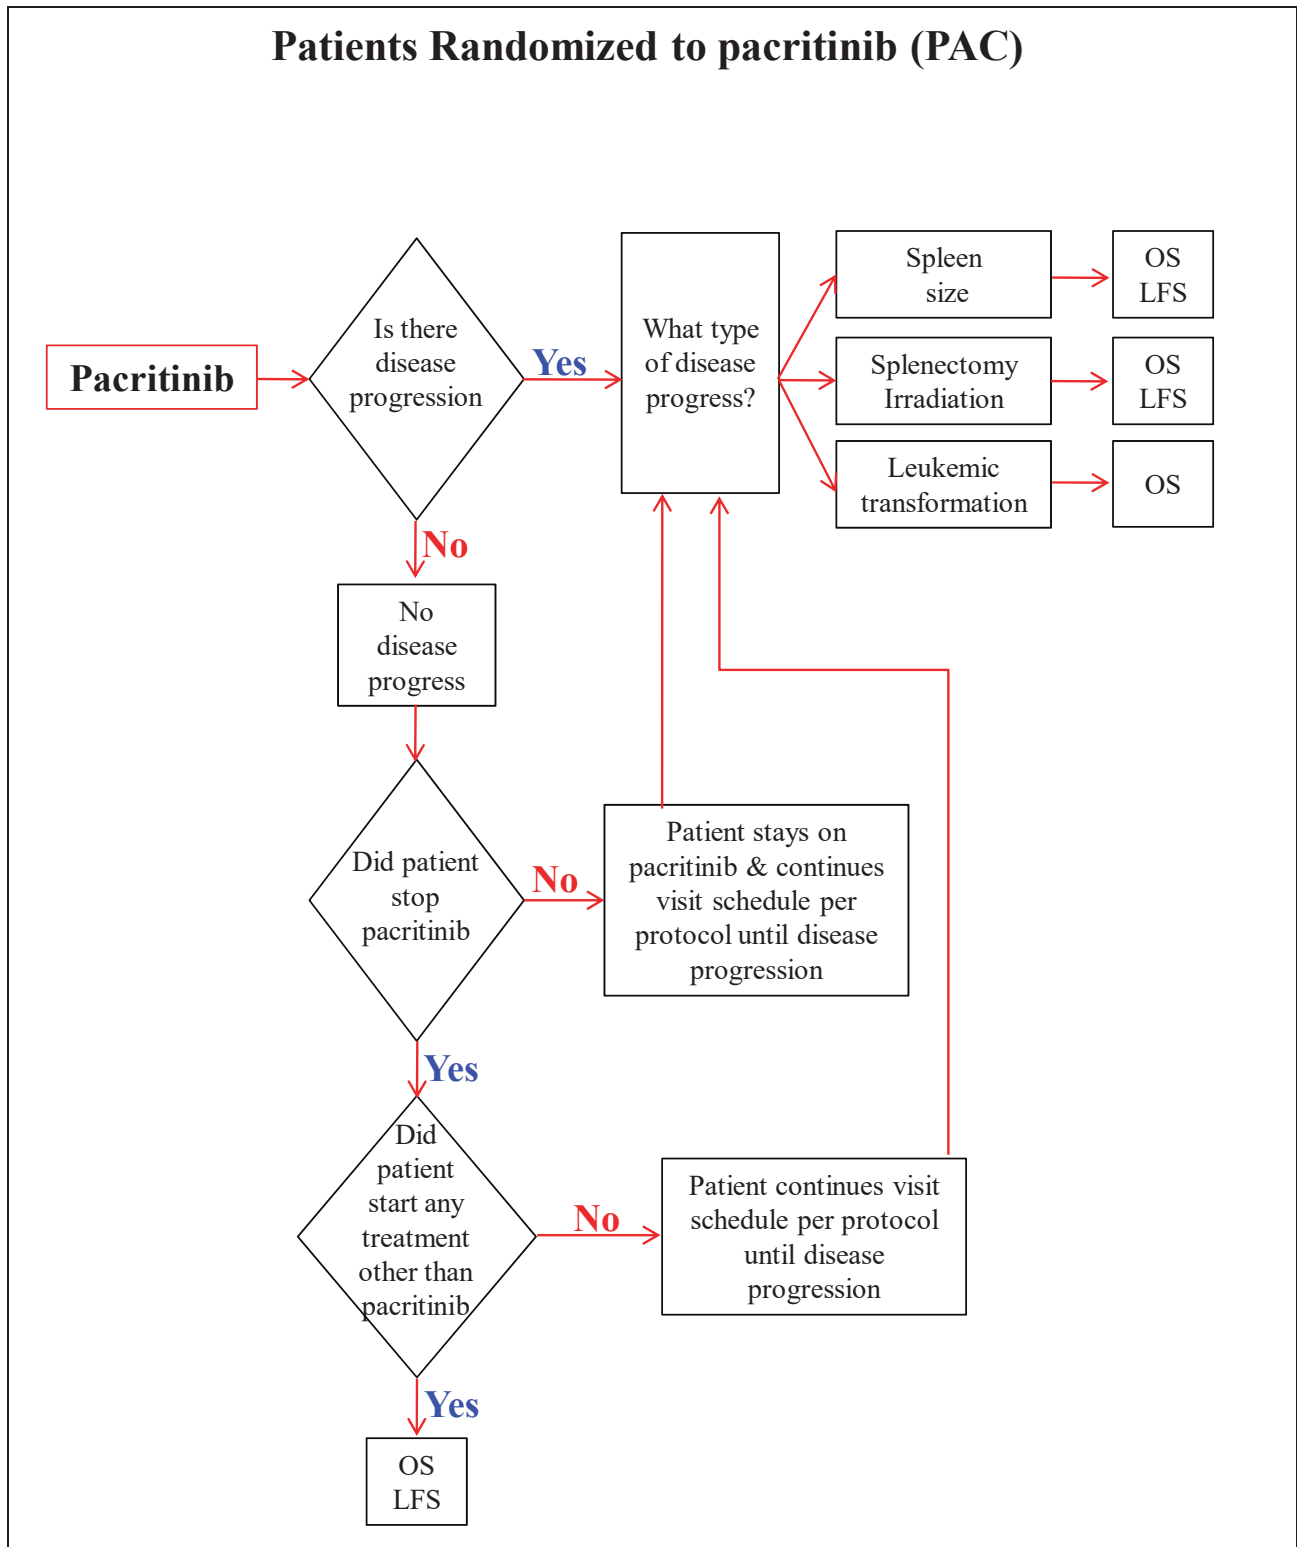 Patients Randomized to pacritinib (PAC)
Pacritinib
Is there
disease
progression
Yes
What type
of disease
progress?
Spleen
size
OS
LFS
Splenectomy
Irradiation
OS
LFS
Leukemic
transformation
OS
No
No
disease
progress
Did patient
stop
pacritinib
No
Patient stays on
pacritinib & continues
visit schedule per
protocol until disease
progression
Yes
Did
patient
start any
treatment
other than
pacritinib
No
Patient continues visit
schedule per protocol
until disease
progression
Yes
OS
LFS